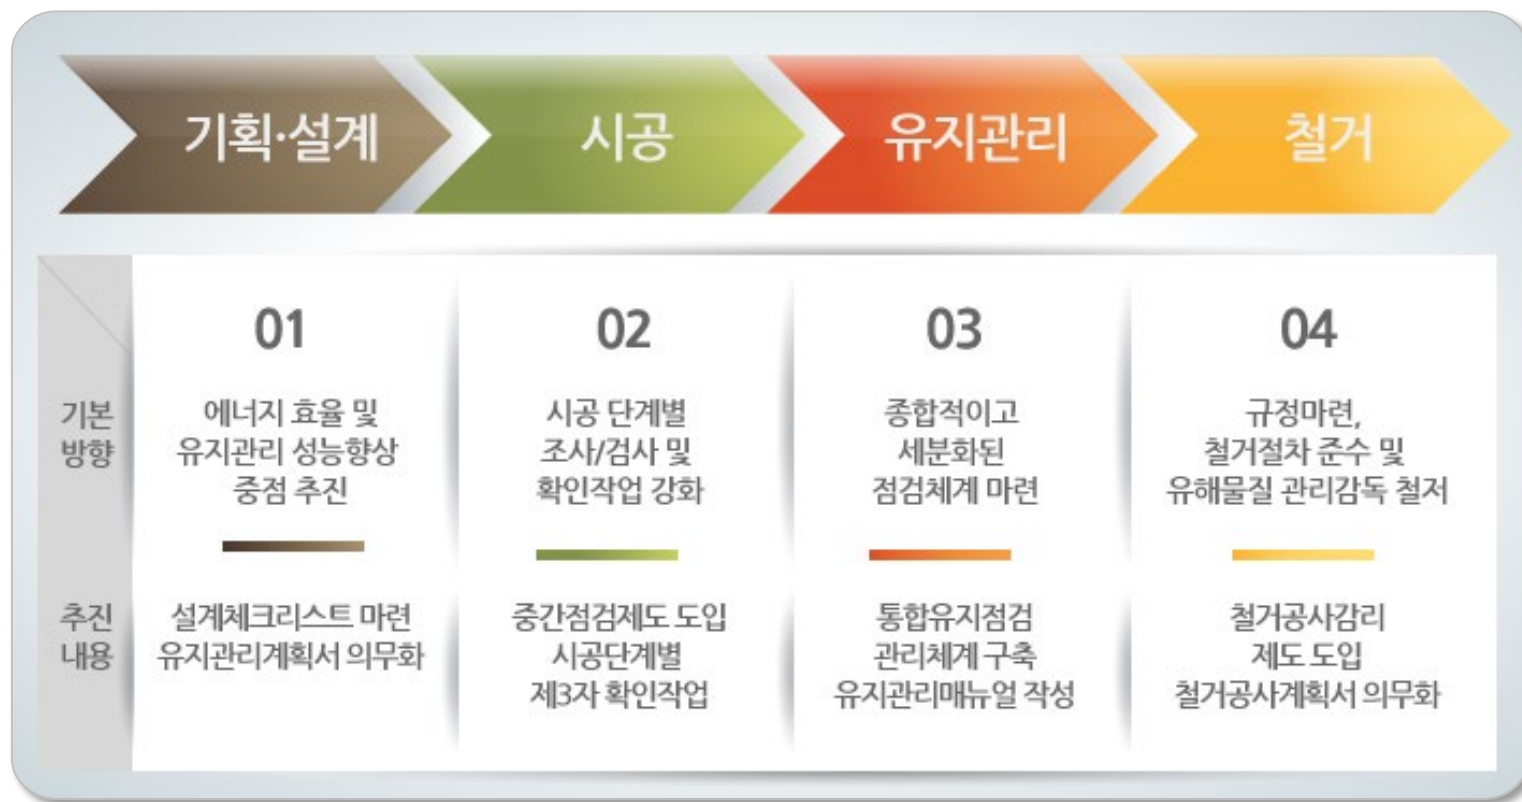 기획·설계
시공
유지관리
철거
01
02
03
04
기본
방향
에너지 효율 및
유지관리 성능향상
중점 추진
시공 단계별
조사/검사 및
확인작업 강화
종합적이고
세분화된
점검체계 마련
규정마련,
철거절차 준수 및
유해물질 관리감독 철저
추진
내용
설계체크리스트 마련
유지관리계획서 의무화
중간점검제도 도입
시공단계별
제3자 확인작업
통합유지점검
관리체계 구축
유지관리매뉴얼 작성
철거공사감리
제도 도입
철거공사계획서 의무화